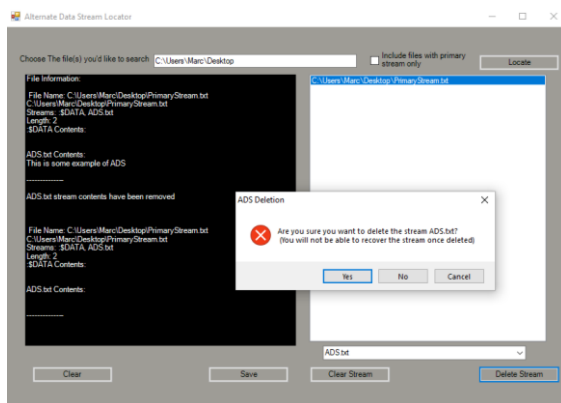 Alternate Data Stream Locator
Choose The file(s) you'd like to search
C:\Users\Marc\Desktop
Include files with primary
stream only
Locate
File Information:
File Name: C:\Users\Marc\Desktop\PrimaryStream.txt
C:\Users\Marc\Desktop\PrimaryStream.txt
Streams: :$DATA, ADS.txt
Length: 2
:$DATA Contents:
ADS.txt Contents:
This is some example of ADS
--------------
ADS.txt stream contents have been removed
File Name: C:\Users\Marc\Desktop\PrimaryStream.txt
C:\Users\Marc\Desktop\PrimaryStream.txt
Streams: :$DATA, ADS.txt
Length: 2
:$DATA Contents:
ADS.txt Contents:
--------------
C:\Users\Marc\Desktop\PrimaryStream.txt
ADS Deletion
Are you sure you want to delete the stream ADS.txt?
(You will not be able to recover the stream once deleted)
Yes
No
Cancel
ADS.txt
Clear
Save
Clear Stream
Delete Stream